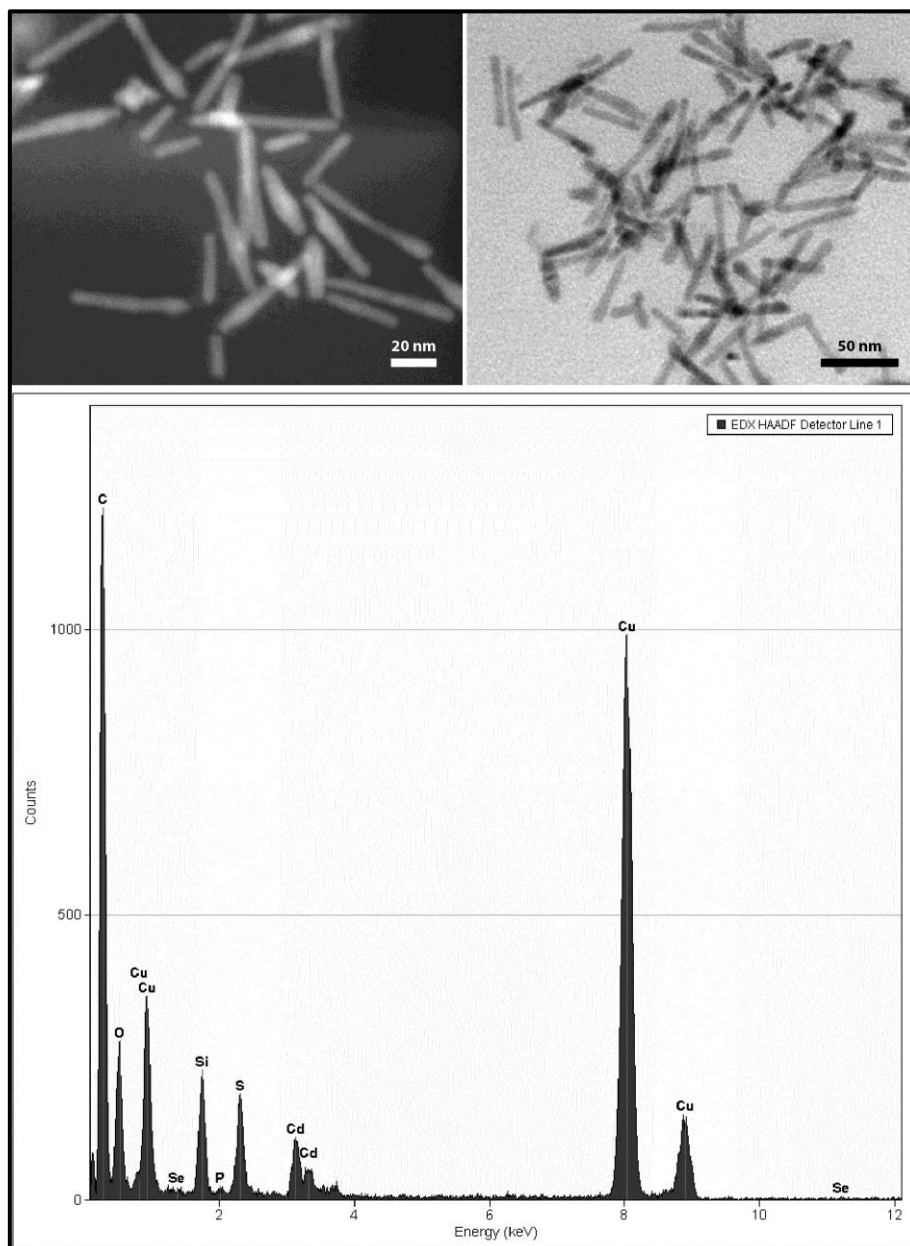 20 nm
50 nm
EDX HAADF Detector Line 1
C
1000
Cu
Counts
500
Cu
Cu
O
Si
S
Cd
Cd
Se
P
Cu
Se
0
2
4
6
8
10
12
Energy (keV)